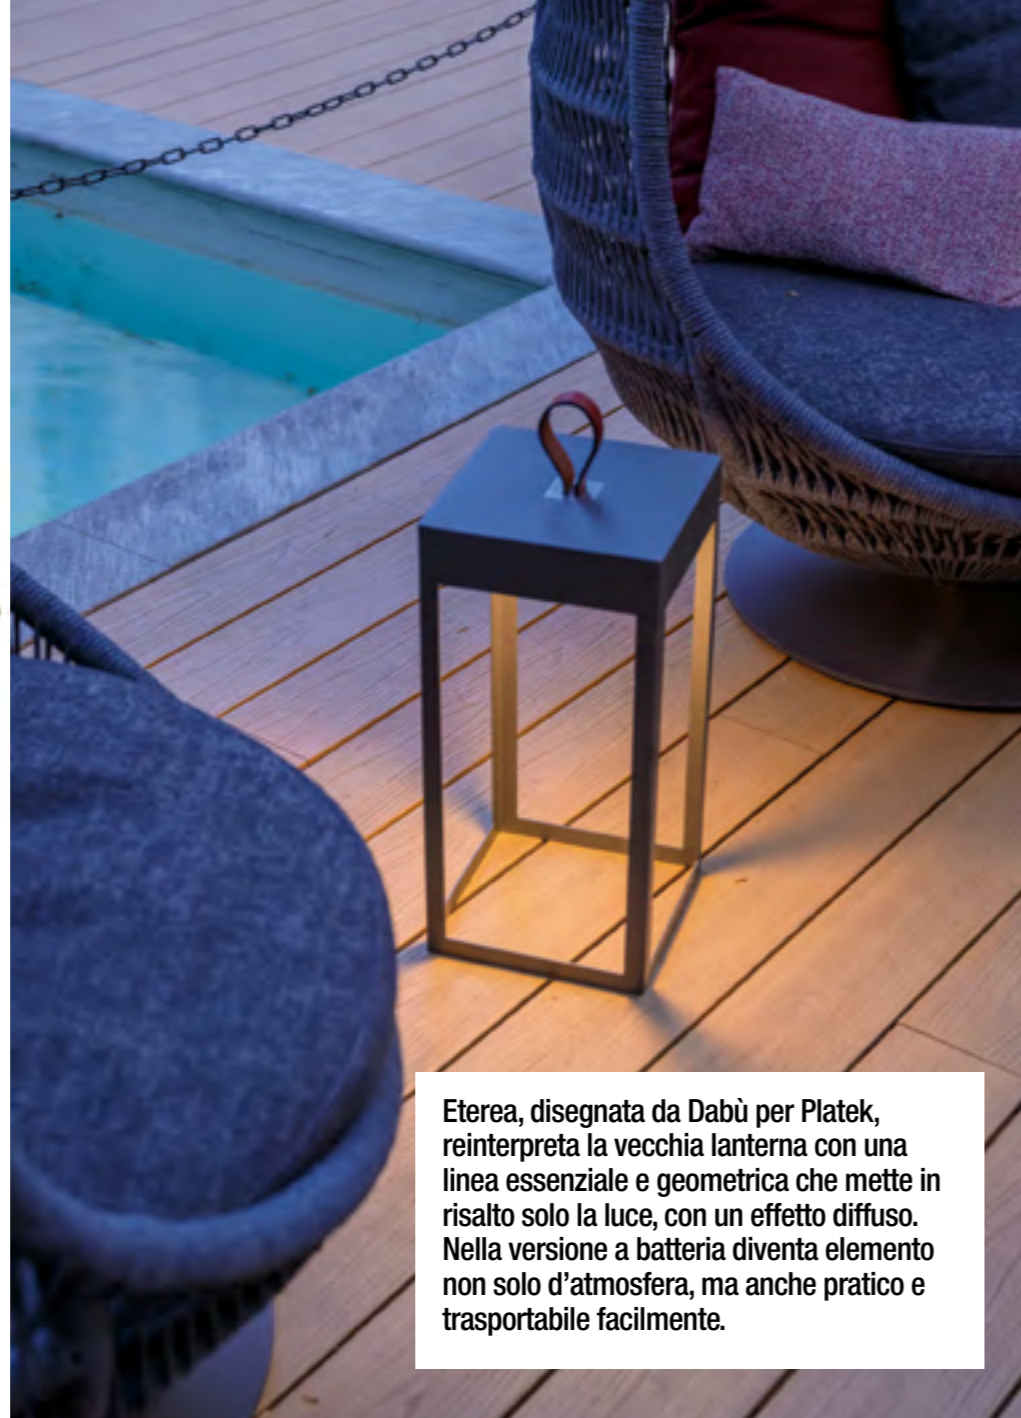 Eterea, disegnata da Dabù per Platek,
reinterpreta la vecchia lanterna con una
linea essenziale e geometrica che mette in
risalto solo la luce, con un effetto diffuso.
Nella versione a batteria diventa elemento
non solo d’atmosfera, ma anche pratico e
trasportabile facilmente.